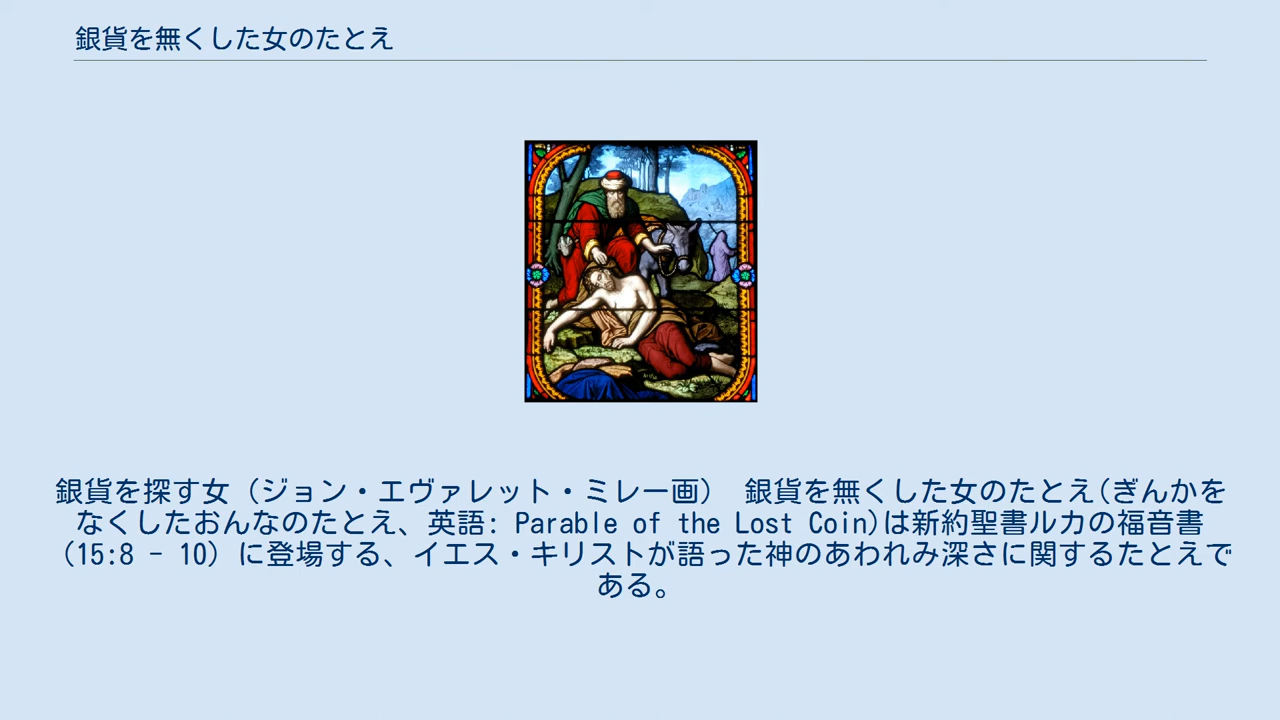 銀貨を無くした女のたとえ
銀貨を探す女（ジョン・エヴァレット・ミレー画） 銀貨を無くした女のたとえ(ぎんかを
なくしたおんなのたとえ、英語: Parable of the Lost Coin)は新約聖書ルカの福音書
（15:8 - 10）に登場する、イエス・キリストが語った神のあわれみ深さに関するたとえで
ある。